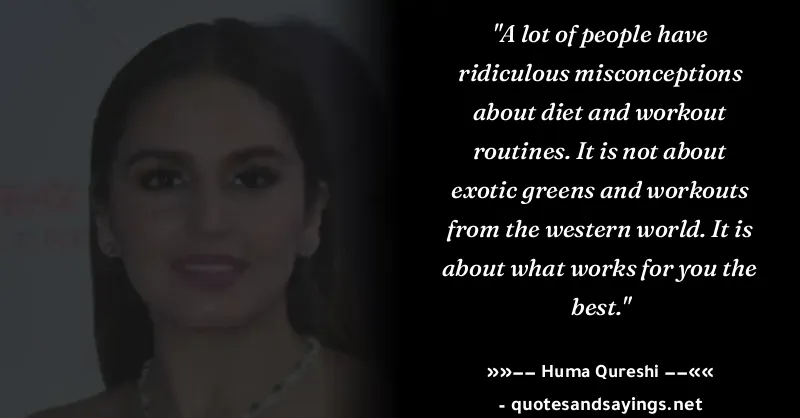 "A lot of people have
ridiculous misconceptions
about diet and workout
routines. It is not about
exotic greens and workouts
from the western world. It is
about what works for you the
best."
»»−− Huma Qureshi −−««
- quotesandsayings.net